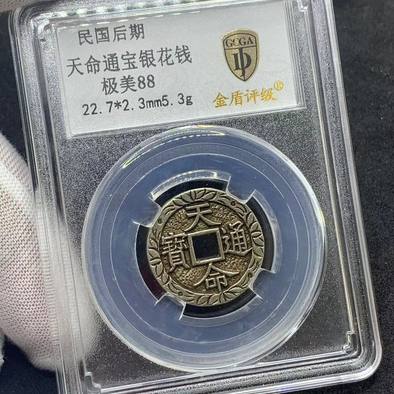 民国后期
天命通宝银花钱
极美88
22.7*2.3mm5.3g
GCGA
JD
金盾评级®
天
寶 通
命